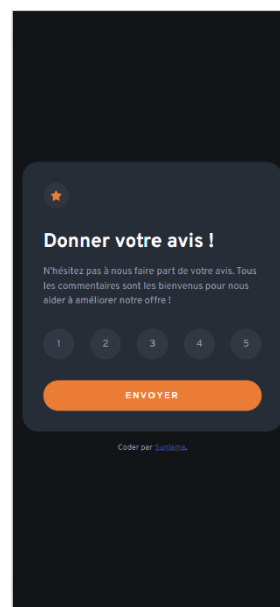 Donner votre avis !
N'hésitez pas à nous faire part de votre avis. Tous
les commentaires sont les bienvenus pour nous
aider à améliorer notre offre !
1 2 3 4 5
ENVOYER
Coder par Sunlama.